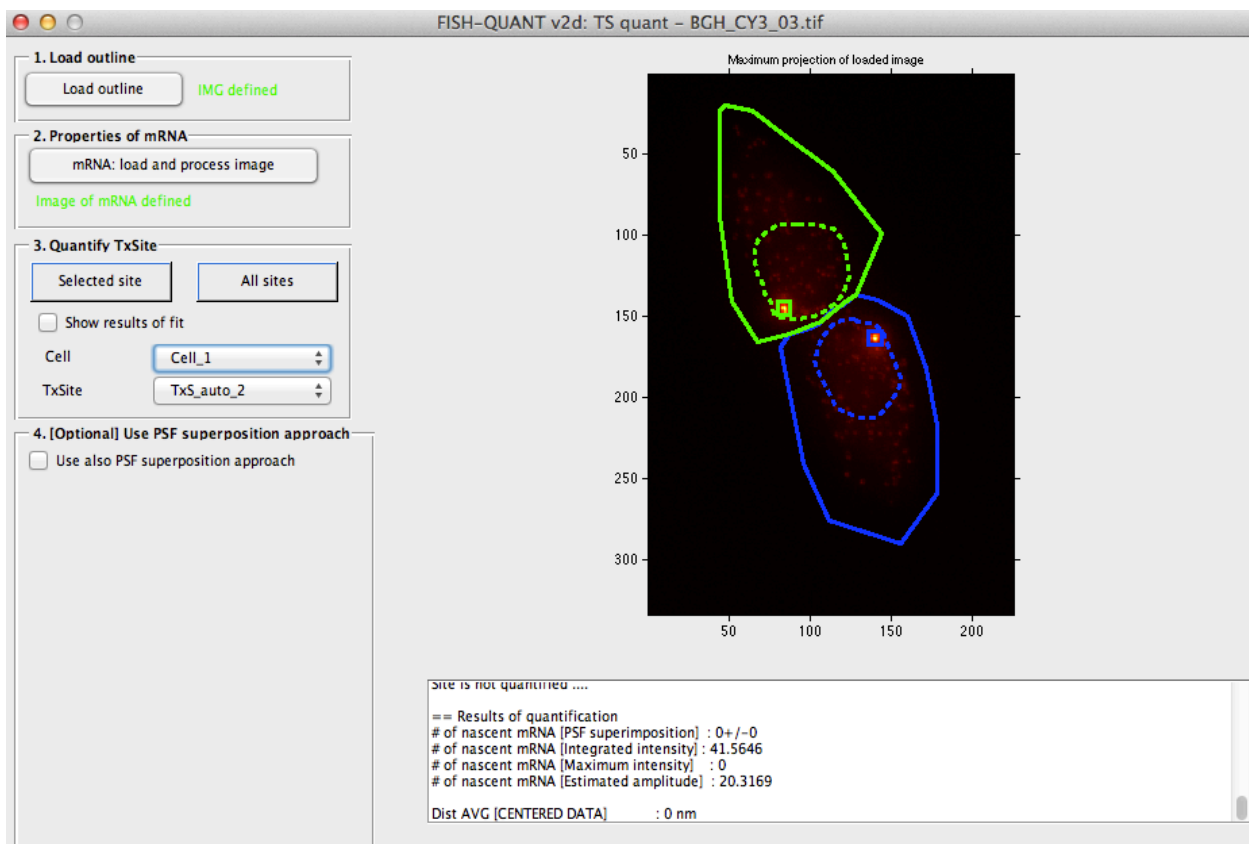 FISH-QUANT v2d: TS quant - BGH_CY3_03.tif
1. Load outline
Load outline
IMG defined
2. Properties of mRNA
mRNA: load and process image
Image of mRNA defined
3. Quantify TxSite
Selected site
All sites
Show results of fit
Cell
Cell_1
TxSite
TxS_auto_2
4. [Optional] Use PSF superposition approach
Use also PSF superposition approach
Maximum projection of loaded image
50
100
150
200
250
300
50 100 150 200
Site is not quantified ....
== Results of quantification
# of nascent mRNA [PSF superimposition] : 0+/-0
# of nascent mRNA [Integrated intensity] : 41.5646
# of nascent mRNA [Maximum intensity] : 0
# of nascent mRNA [Estimated amplitude] : 20.3169
Dist AVG [CENTERED DATA] : 0 nm